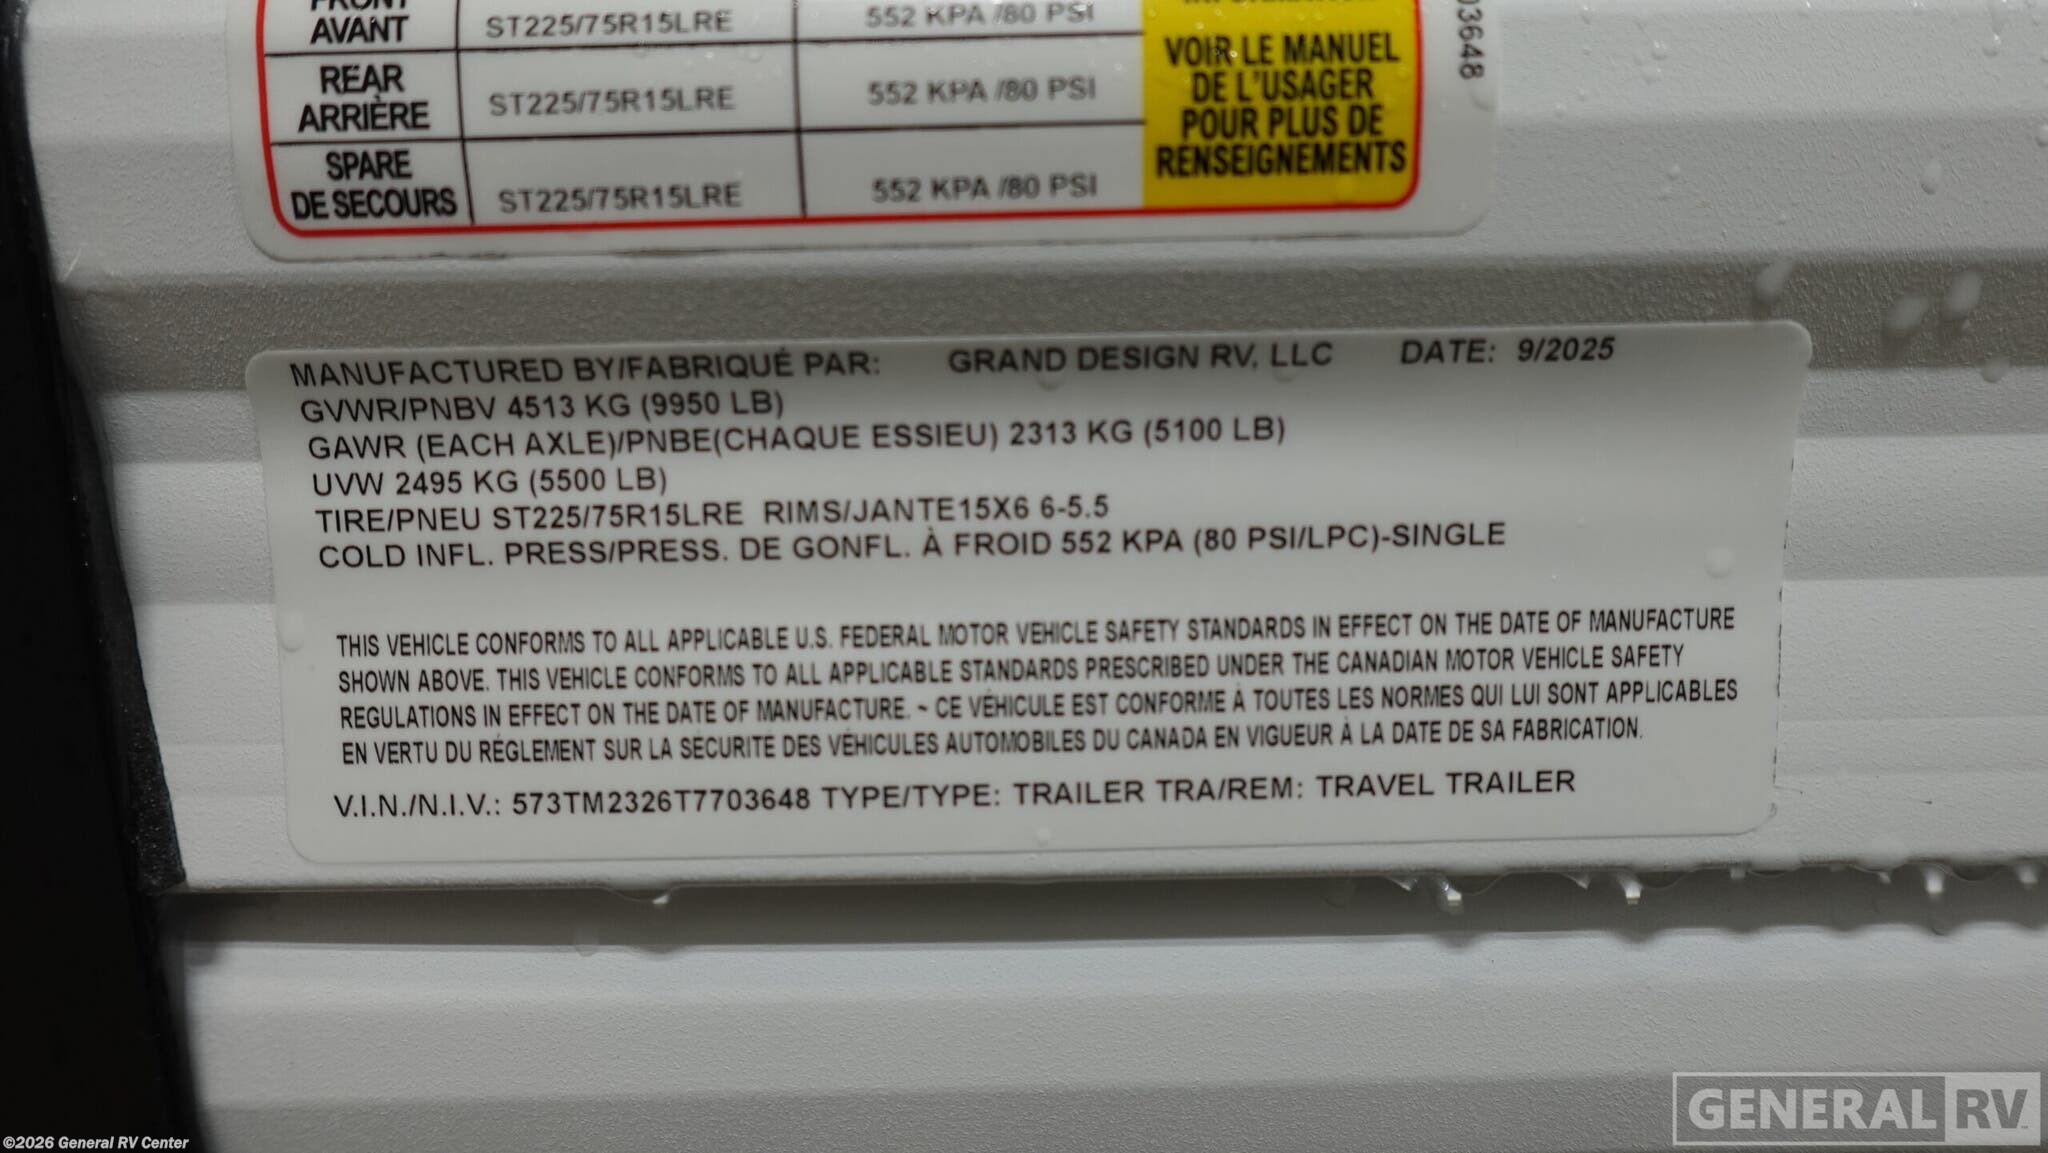 FRONT
AVANT
ST225/75R15LRE
552 KPA /80 PSI
REAR
ARRIÈRE
ST225/75R15LRE
552 KPA /80 PSI
SPARE
DE SECOURS
ST225/75R15LRE
552 KPA /80 PSI
VOIR LE MANUEL
DE L'USAGER
POUR PLUS DE
RENSEIGNEMENTS
03648
MANUFACTURED BY/FABRIQUÉ PAR: GRAND DESIGN RV, LLC DATE: 9/2025
GVWR/PNBV 4513 KG (9950 LB)
GAWR (EACH AXLE)/PNBE(CHAQUE ESSIEU) 2313 KG (5100 LB)
UVW 2495 KG (5500 LB)
TIRE/PNEU ST225/75R15LRE RIMS/JANTE15X6 6-5.5
COLD INFL. PRESS/PRESS. DE GONFL. À FROID 552 KPA (80 PSI/LPC)-SINGLE
THIS VEHICLE CONFORMS TO ALL APPLICABLE U.S. FEDERAL MOTOR VEHICLE SAFETY STANDARDS IN EFFECT ON THE DATE OF MANUFACTURE
SHOWN ABOVE. THIS VEHICLE CONFORMS TO ALL APPLICABLE STANDARDS PRESCRIBED UNDER THE CANADIAN MOTOR VEHICLE SAFETY
REGULATIONS IN EFFECT ON THE DATE OF MANUFACTURE. ~ CE VÉHICULE EST CONFORME À TOUTES LES NORMES QUI LUI SONT APPLICABLES
EN VERTU DU RÈGLEMENT SUR LA SÉCURITÉ DES VÉHICULES AUTOMOBILES DU CANADA EN VIGUEUR À LA DATE DE SA FABRICATION.
V.I.N./N.I.V.: 573TM2326T7703648 TYPE/TYPE: TRAILER TRA/REM: TRAVEL TRAILER
GENERAL RV
©2026 General RV Center